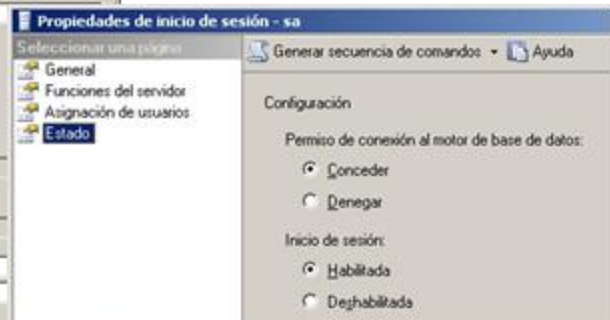 Propiedades de inicio de sesión - sa
Seleccionar una página
General
Funciones del servidor
Asignación de usuarios
Estado
Generar secuencia de comandos
Ayuda
Configuración
Permiso de conexión al motor de base de datos:
Conceder
Denegar
Inicio de sesión:
Habilitada
Deshabilitada